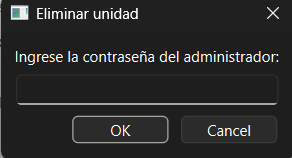 Eliminar unidad
Ingrese la contraseña del administrador:
OK
Cancel